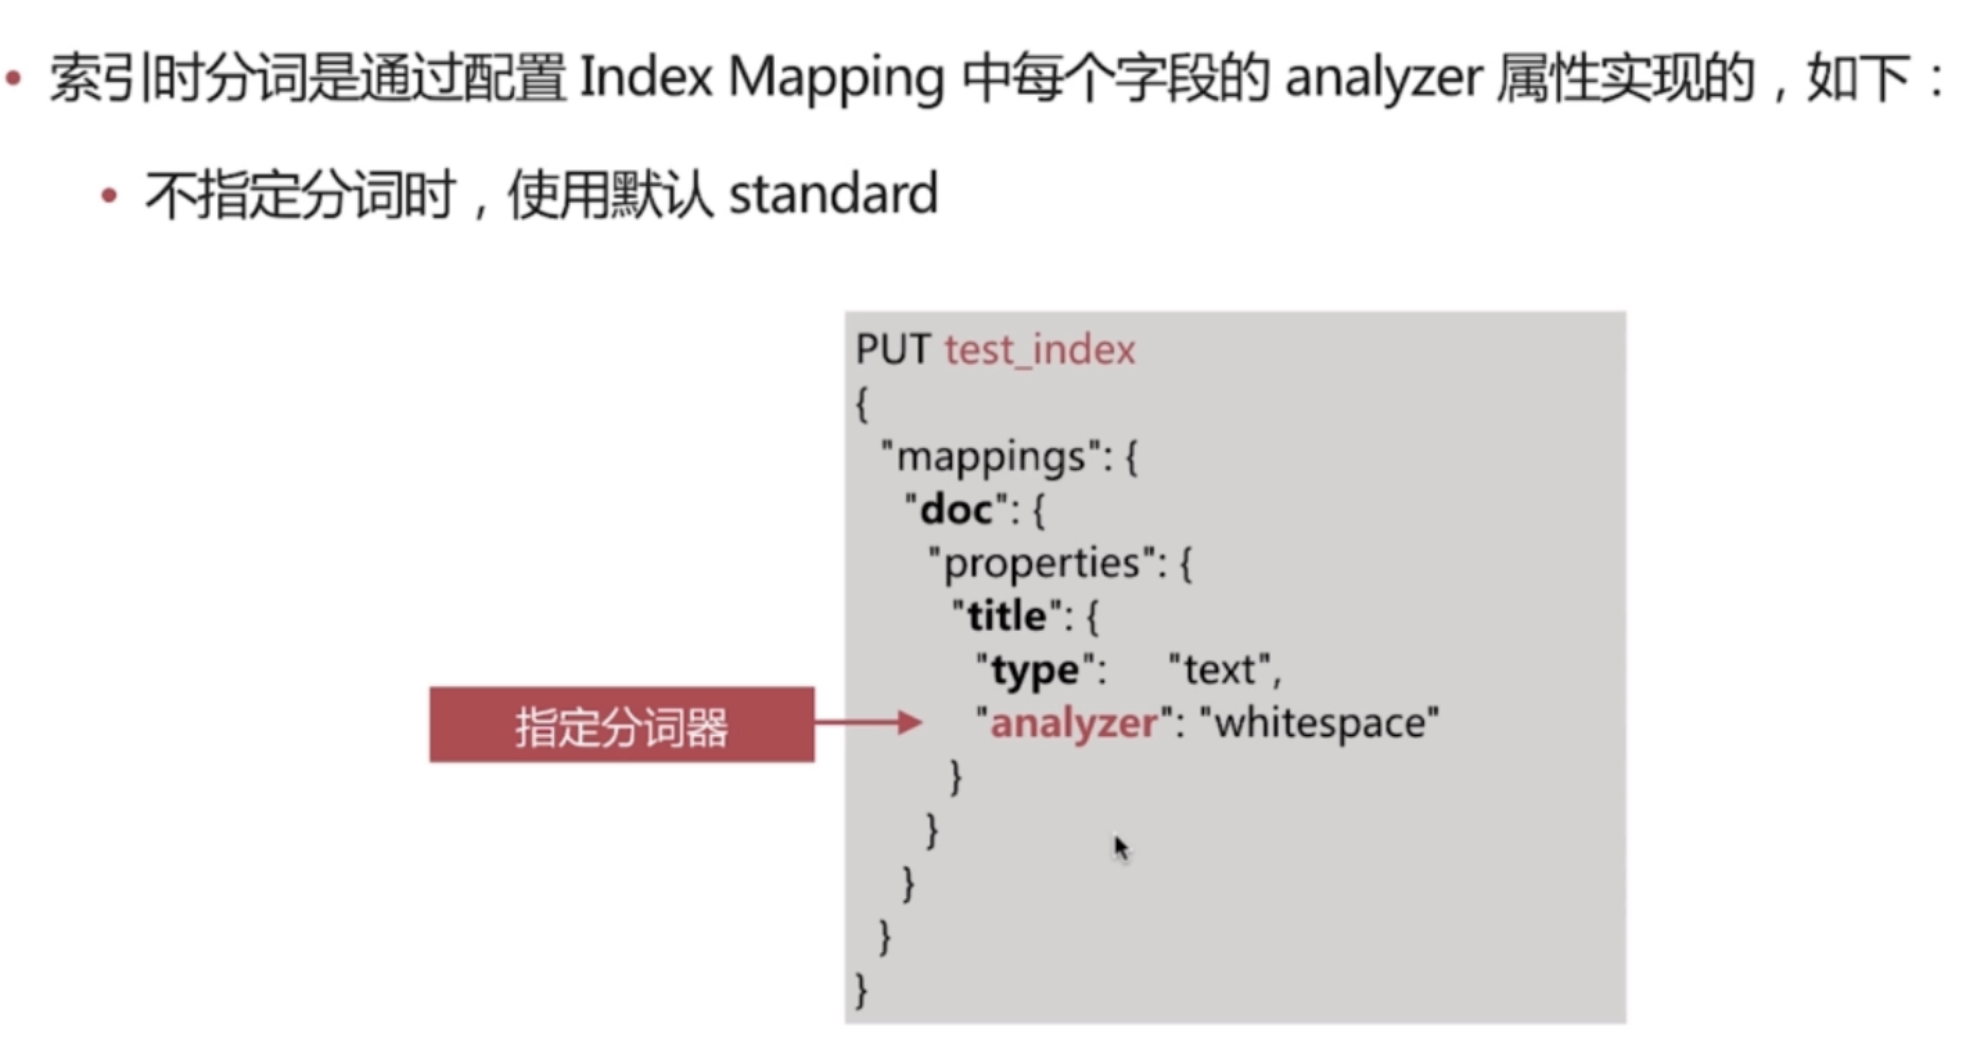 • 索引时分词是通过配置 Index Mapping 中每个字段的 analyzer 属性实现的，如下：
• 不指定分词时，使用默认 standard
PUT test_index
{
"mappings": {
"doc": {
"properties": {
"title": {
"type": "text",
指定分词器
"analyzer": "whitespace"
}
}
}
}
}